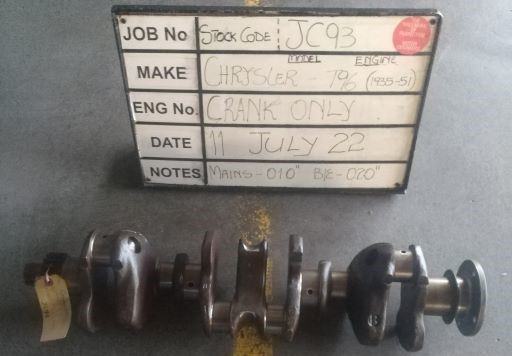 JOB No STOCK CODE: JC93
MODEL ENGINE
MAKE CHRYSLER - T96 (1935-51)
ENG No. CRANK ONLY
DATE 11 JULY 22
NOTES MAINS-010" B/E-020"